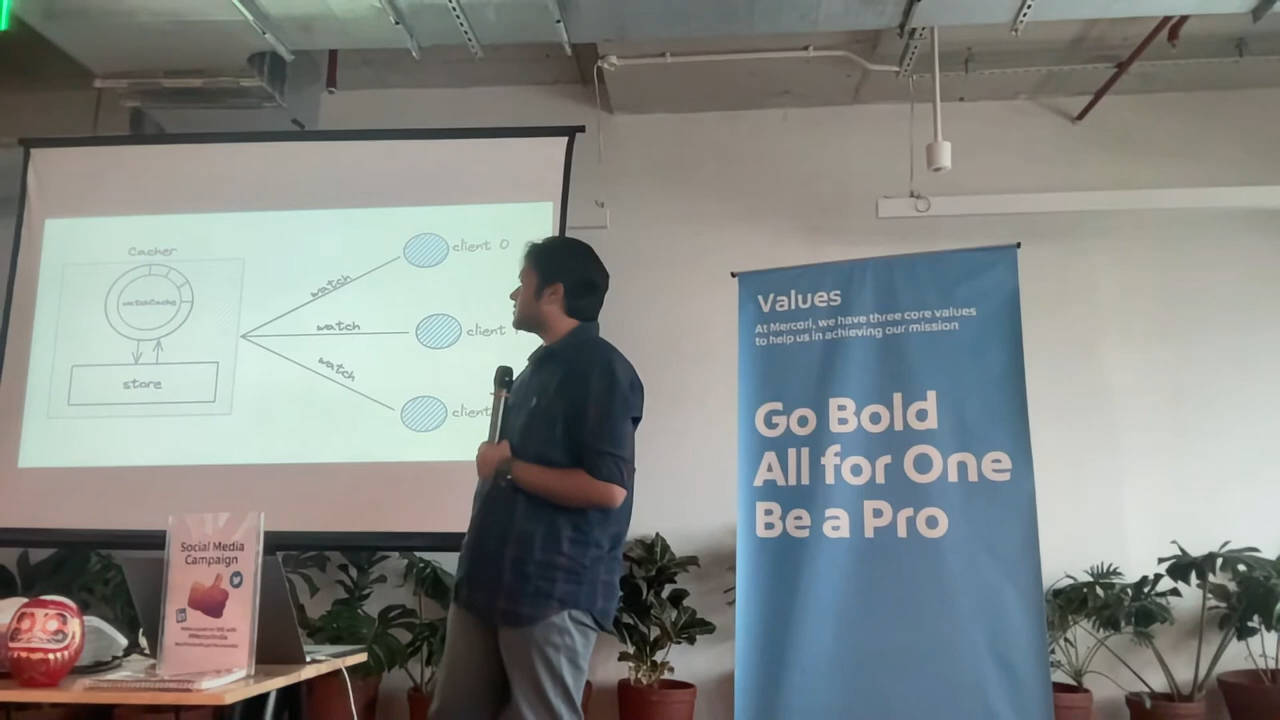 Cacher
watchCache
store
watch
watch
watch
client 0
client
client
Values
At Mercari, we have three core values
to help us in achieving our mission
Go Bold
All for One
Be a Pro
Social Media
Campaign